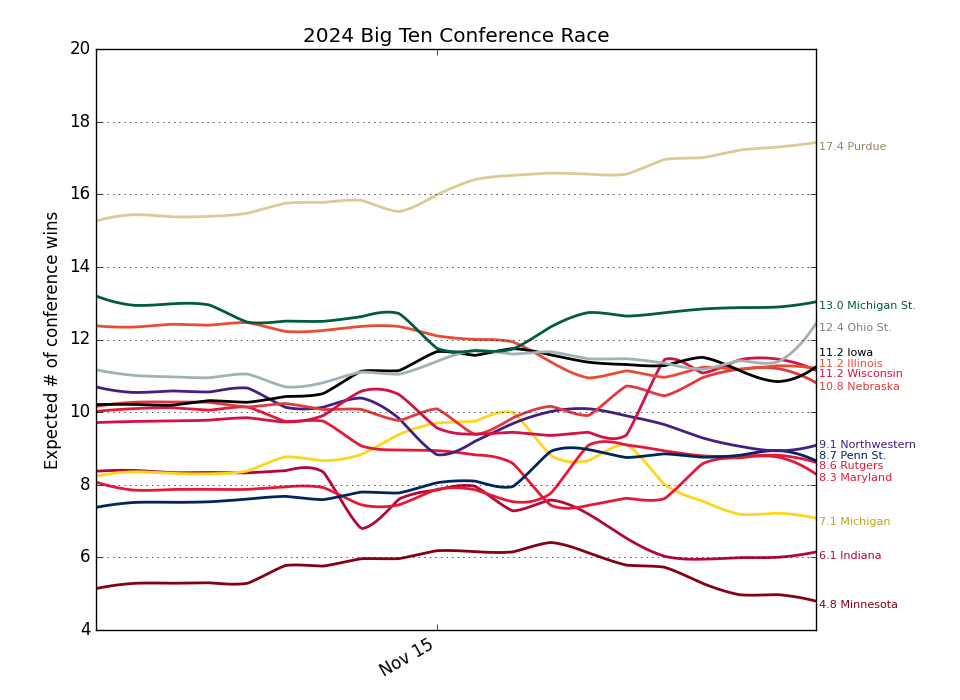 2024 Big Ten Conference Race
Expected # of conference wins
20
18
16
14
12
10
8
6
4
Nov 15
17.4 Purdue
13.0 Michigan St.
12.4 Ohio St.
11.2 Iowa
11.2 Illinois
11.2 Wisconsin
10.8 Nebraska
9.1 Northwestern
8.7 Penn St.
8.6 Rutgers
8.3 Maryland
7.1 Michigan
6.1 Indiana
4.8 Minnesota